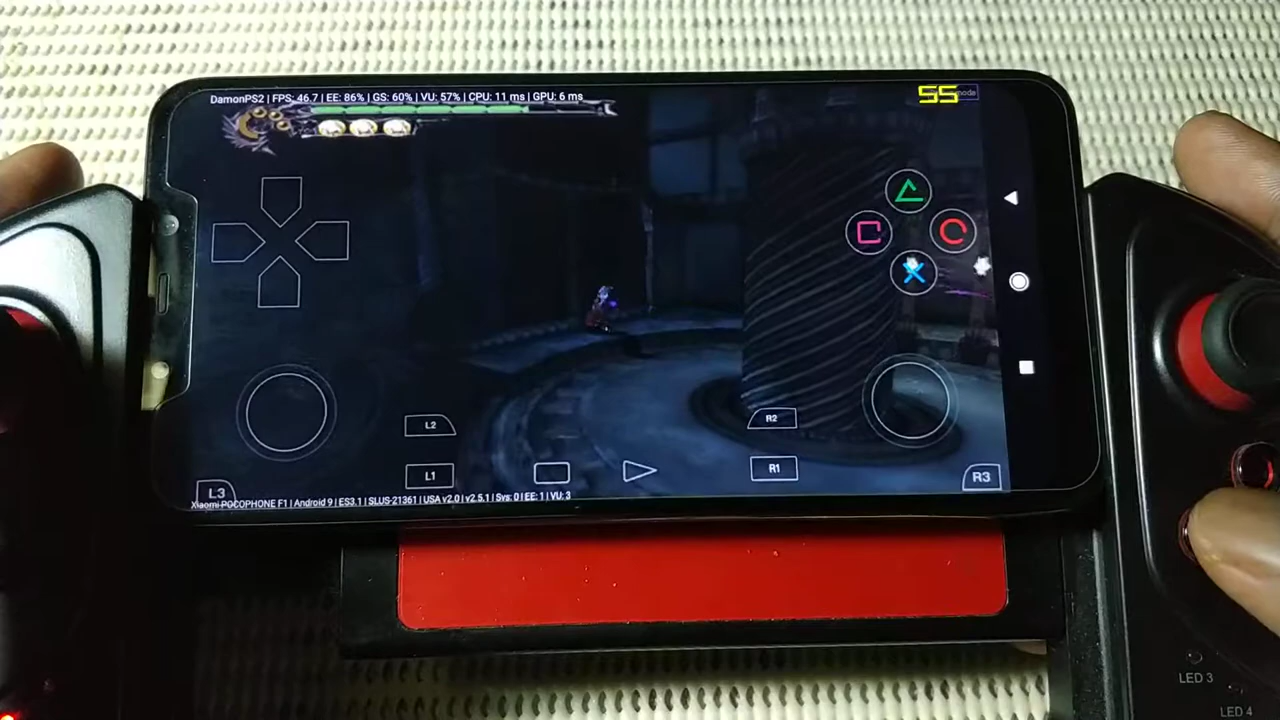 DamonPS2 | FPS: 46.7 | EE: 86% | GS: 60% | VU: 57% | CPU: 11 ms | GPU: 6 ms
55
mode
L2
R2
L1
R1
L3
R3
Xiaomi POCOPHONE F1 | Android 9 | ES3.1 | SLUS-21361 | USA v2.0 | v2.5.1 | Sys: 0 | EE: 1 | VU: 3
LED 3
LED 4